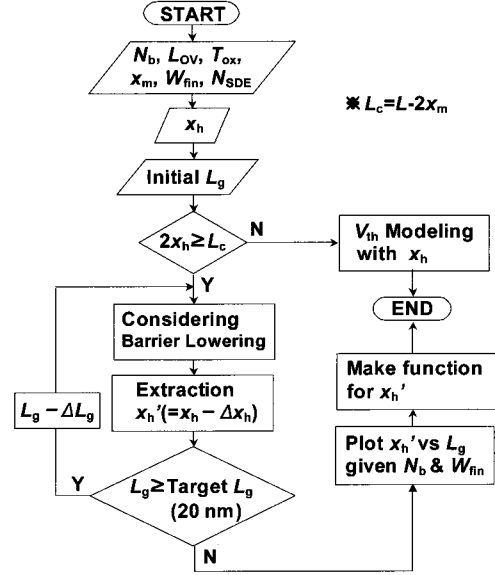 START
N_b, L_OV, T_ox,
x_m, W_fin, N_SDE
※ L_c=L-2x_m
x_h
Initial L_g
2x_h ≥ L_c
N
V_th Modeling
with x_h
Y
END
Considering
Barrier Lowering
Extraction
x_h'(=x_h – Δx_h)
L_g – ΔL_g
Make function
for x_h'
Y
L_g ≥ Target L_g
(20 nm)
Plot x_h' vs L_g
given N_b & W_fin
N